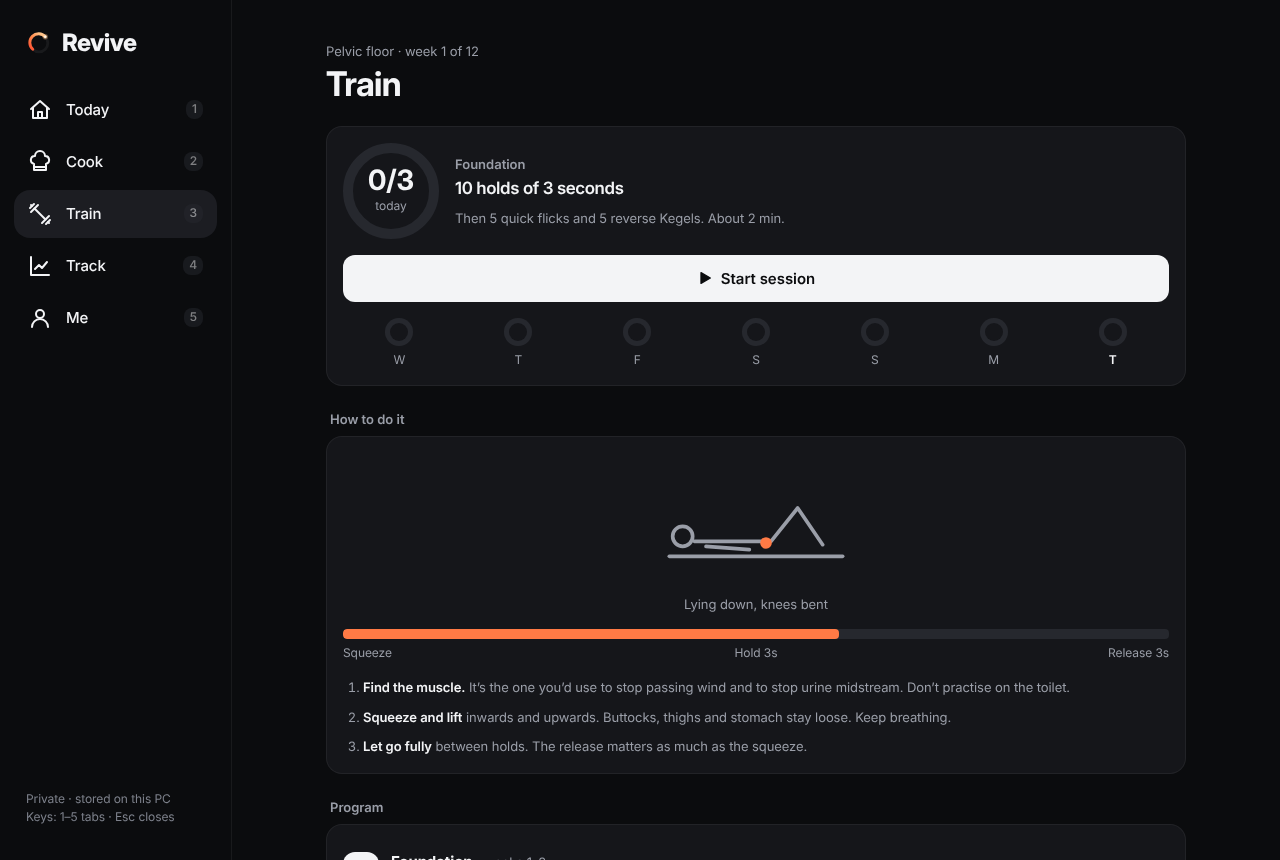 Revive
Today 1
Cook 2
Train 3
Track 4
Me 5
Private · stored on this PC
Keys: 1–5 tabs · Esc closes
Pelvic floor · week 1 of 12
Train
0/3
today
Foundation
10 holds of 3 seconds
Then 5 quick flicks and 5 reverse Kegels. About 2 min.
Start session
W T F S S M T
How to do it
Lying down, knees bent
Squeeze Hold 3s Release 3s
1. Find the muscle. It’s the one you’d use to stop passing wind and to stop urine midstream. Don’t practise on the toilet.
2. Squeeze and lift inwards and upwards. Buttocks, thighs and stomach stay loose. Keep breathing.
3. Let go fully between holds. The release matters as much as the squeeze.
Program
Foundation